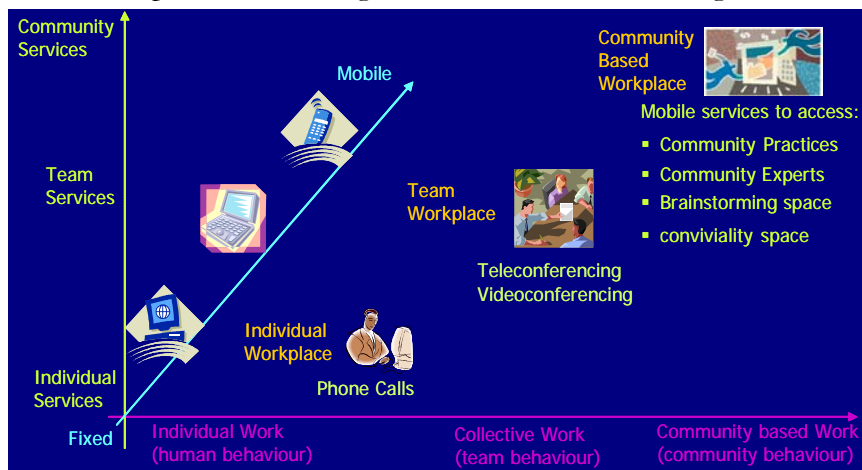 Community
Services
Community
Based
Workplace
Mobile
Mobile services to access:
▪ Community Practices
▪ Community Experts
▪ Brainstorming space
▪ conviviality space
Team
Services
Team
Workplace
Teleconferencing
Videoconferencing
Individual
Workplace
Phone Calls
Individual
Services
Fixed
Individual Work
(human behaviour)
Collective Work
(team behaviour)
Community based Work
(community behaviour)